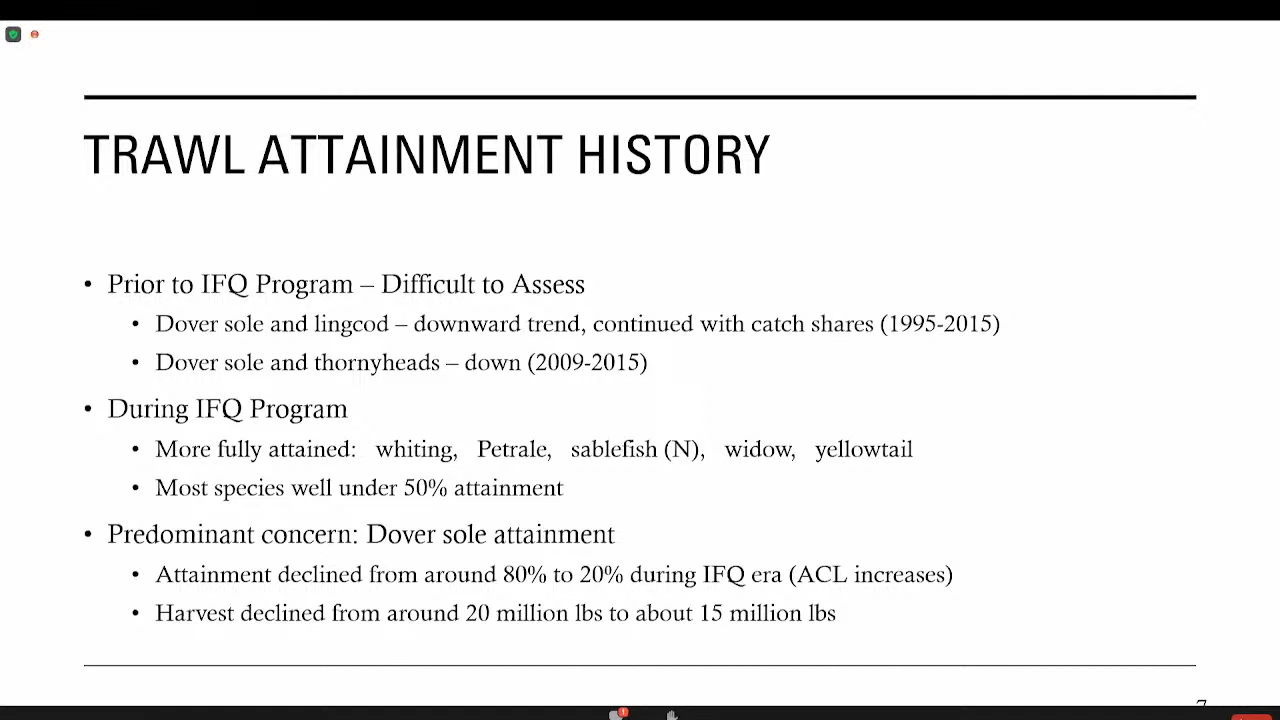 TRAWL ATTAINMENT HISTORY
• Prior to IFQ Program – Difficult to Assess
• Dover sole and lingcod – downward trend, continued with catch shares (1995-2015)
• Dover sole and thornyheads – down (2009-2015)
• During IFQ Program
• More fully attained: whiting, Petrale, sablefish (N), widow, yellowtail
• Most species well under 50% attainment
• Predominant concern: Dover sole attainment
• Attainment declined from around 80% to 20% during IFQ era (ACL increases)
• Harvest declined from around 20 million lbs to about 15 million lbs